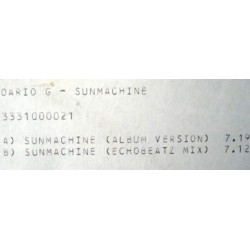 DARIO G - SUNMACHINE
3331000021
A) SUNMACHINE (ALBUM VERSION) 7.19
B) SUNMACHINE (ECHOBEATZ MIX) 7.12